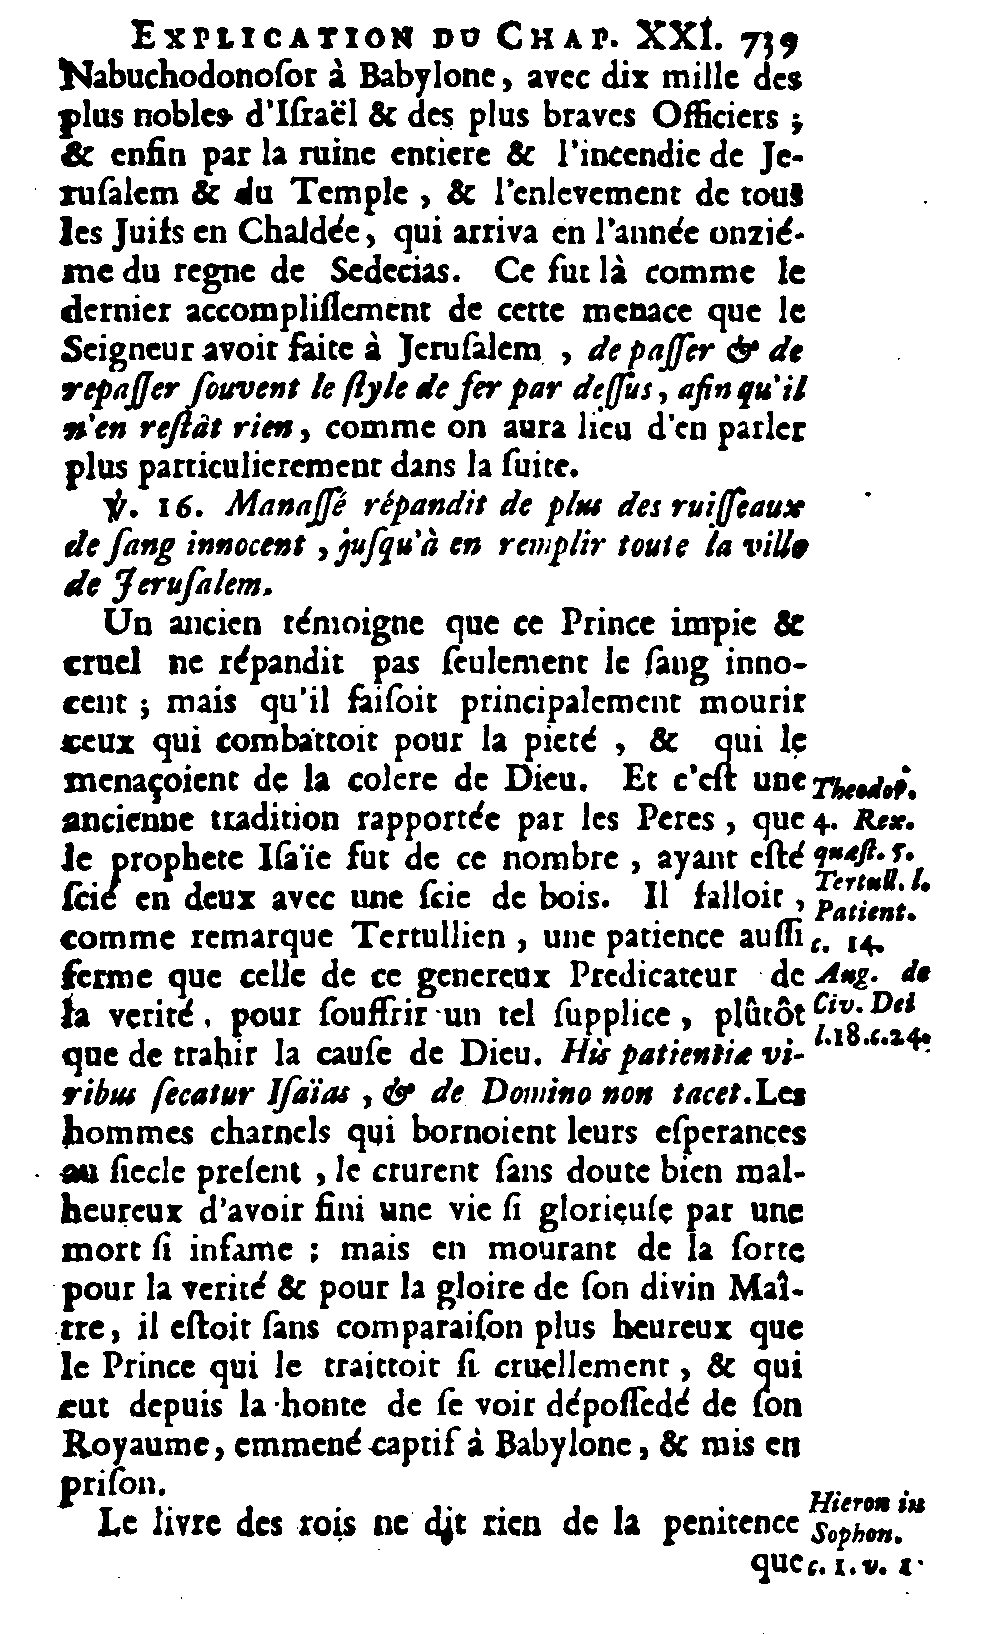 EXPLICATION DU CHAP. XXI. 739
Nabuchodonoſor à Babylone, avec dix mille des
plus nobles d'Iſraël & des plus braves Officiers ;
& enfin par la ruine entiere & l'incendie de Je-
ruſalem & du Temple , & l'enlevement de tous
les Juifs en Chaldée, qui arriva en l'année onzié-
me du regne de Sedecias. Ce fut là comme le
dernier accompliſſement de cette menace que le
Seigneur avoit faite à Jeruſalem , de paſſer & de
repaſſer ſouvent le ſtyle de fer par deſſus, afin qu'il
n'en reſtât rien, comme on aura lieu d'en parler
plus particulierement dans la ſuite.
℣. 16. Manaſſé répandit de plus des ruiſſeaux
de ſang innocent , juſqu'à en remplir toute la ville
de Jeruſalem.
Un ancien témoigne que ce Prince impie &
cruel ne répandit pas ſeulement le ſang inno-
cent ; mais qu'il faiſoit principalement mourir
ceux qui combattoit pour la pieté , & qui le
menaçoient de la colere de Dieu. Et c'eſt une
ancienne tradition rapportée par les Peres , que
le prophete Iſaïe fut de ce nombre , ayant eſté
ſcié en deux avec une ſcie de bois. Il falloit ,
comme remarque Tertullien , une patience auſſi
ferme que celle de ce genereux Predicateur de
la verité, pour ſouffrir un tel ſupplice , plûtôt
que de trahir la cauſe de Dieu. His patientiæ vi-
ribus ſecatur Iſaïas , & de Domino non tacet. Les
hommes charnels qui bornoient leurs eſperances
au ſiecle preſent , le crurent ſans doute bien mal-
heureux d'avoir fini une vie ſi glorieuſe par une
mort ſi infame ; mais en mourant de la ſorte
pour la verité & pour la gloire de ſon divin Maî-
tre, il eſtoit ſans comparaiſon plus heureux que
le Prince qui le traittoit ſi cruellement , & qui
eut depuis la honte de ſe voir dépoſſedé de ſon
Royaume, emmené captif à Babylone, & mis en
priſon.
Le livre des rois ne dit rien de la penitence
que
Theodor.
4. Rex.
quæſt. 5.
Tertull. l.
Patient.
c. 14.
Aug. de
Civ. Dei
l.18.c.24.
Hieron in
Sophon.
c. 1. v. 1.